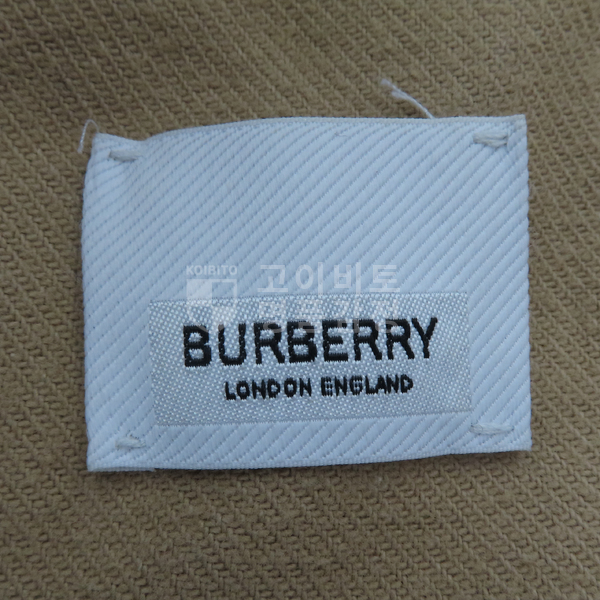 KOIBITO 고이비토
BURBERRY
LONDON ENGLAND